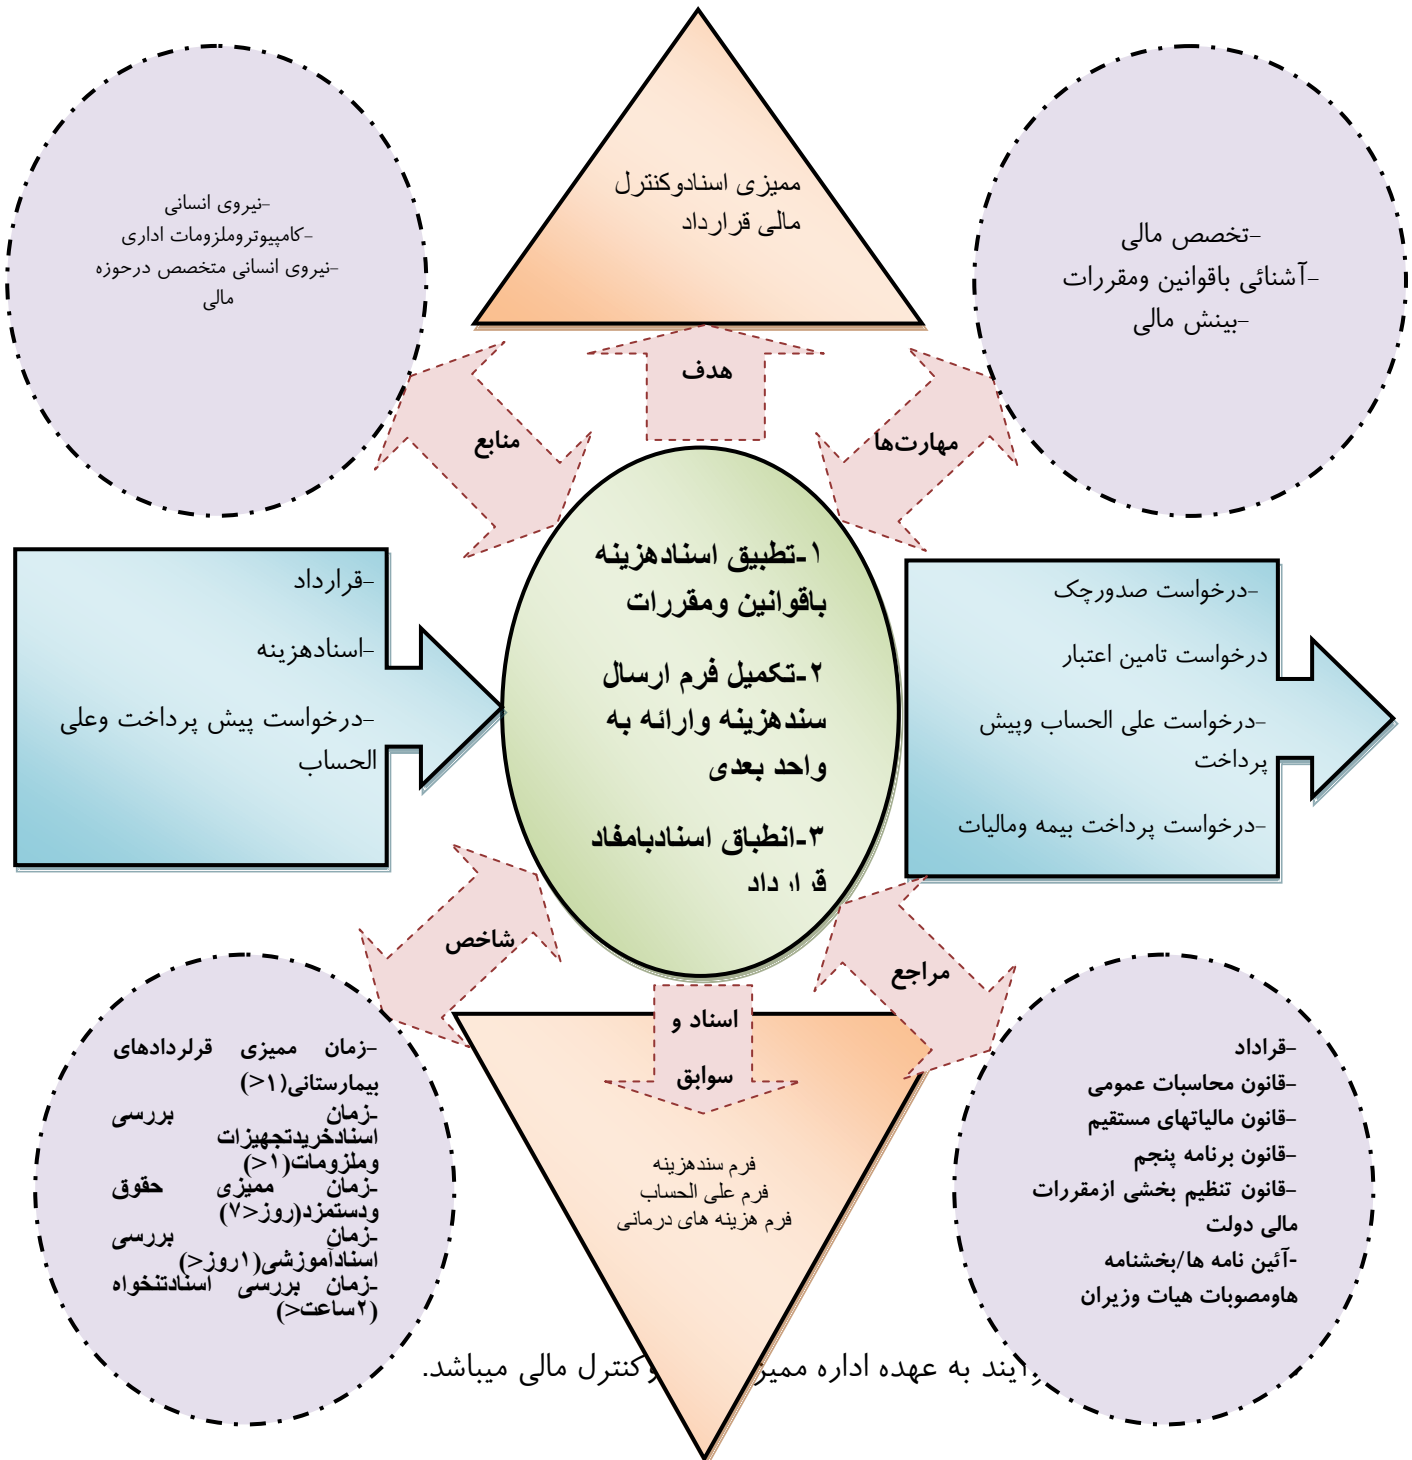 ممیزی اسنادوکنترل
مالی قرارداد
-نیروی انسانی
-کامپیوتروملزومات اداری
-نیروی انسانی متخصص درحوزه
مالی
-تخصص مالی
-آشنائی باقوانین ومقررات
-بینش مالی
هدف
منابع
مهارت‌ها
-قرارداد
-اسنادهزینه
-درخواست پیش پرداخت وعلی
الحساب
۱-تطبیق اسنادهزینه
باقوانین ومقررات
۲-تکمیل فرم ارسال
سندهزینه وارائه به
واحد بعدی
۳-انطباق اسنادبامفاد
قرارداد
-درخواست صدورچک
درخواست تامین اعتبار
-درخواست علی الحساب وپیش
پرداخت
-درخواست پرداخت بیمه ومالیات
شاخص
اسناد و
سوابق
مراجع
-زمان ممیزی قرلردادهای
بیمارستانی(۱<)
-زمان بررسی
اسنادخریدتجهیزات
وملزومات(۱<)
-زمان ممیزی حقوق
ودستمزد(روز<۷)
-زمان بررسی
اسنادآموزشی(۱روز<)
-زمان بررسی اسنادتنخواه
(۲ساعت<)
فرم سندهزینه
فرم علی الحساب
فرم هزینه های درمانی
-قراداد
-قانون محاسبات عمومی
-قانون مالیاتهای مستقیم
-قانون برنامه پنجم
-قانون تنظیم بخشی ازمقررات
مالی دولت
-آئین نامه ها/بخشنامه
هاومصوبات هیات وزیران
به عهده اداره کنترل مالی میباشد.